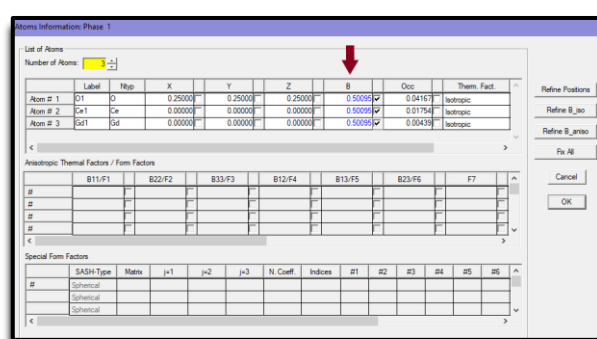 Atoms Information: Phase 1
List of Atoms
Number of Atoms: 3
Label Ntyp X Y Z B Occ Therm. Fact.
Atom # 1 O1 O 0.25000 0.25000 0.25000 0.50095 0.04167 Isotropic
Atom # 2 Ce1 Ce 0.00000 0.00000 0.00000 0.50095 0.01754 Isotropic
Atom # 3 Gd1 Gd 0.00000 0.00000 0.00000 0.50095 0.00439 Isotropic
Refine Positions
Refine B_iso
Refine B_aniso
Fix All
Cancel
OK
Anisotropic Thermal Factors / Form Factors
B11/F1 B22/F2 B33/F3 B12/F4 B13/F5 B23/F6 F7
#
#
#
#
Special Form Factors
SASH-Type Matrix j=1 j=2 j=3 N. Coeff. Indices #1 #2 #3 #4 #5 #6
# Spherical
Spherical
Spherical